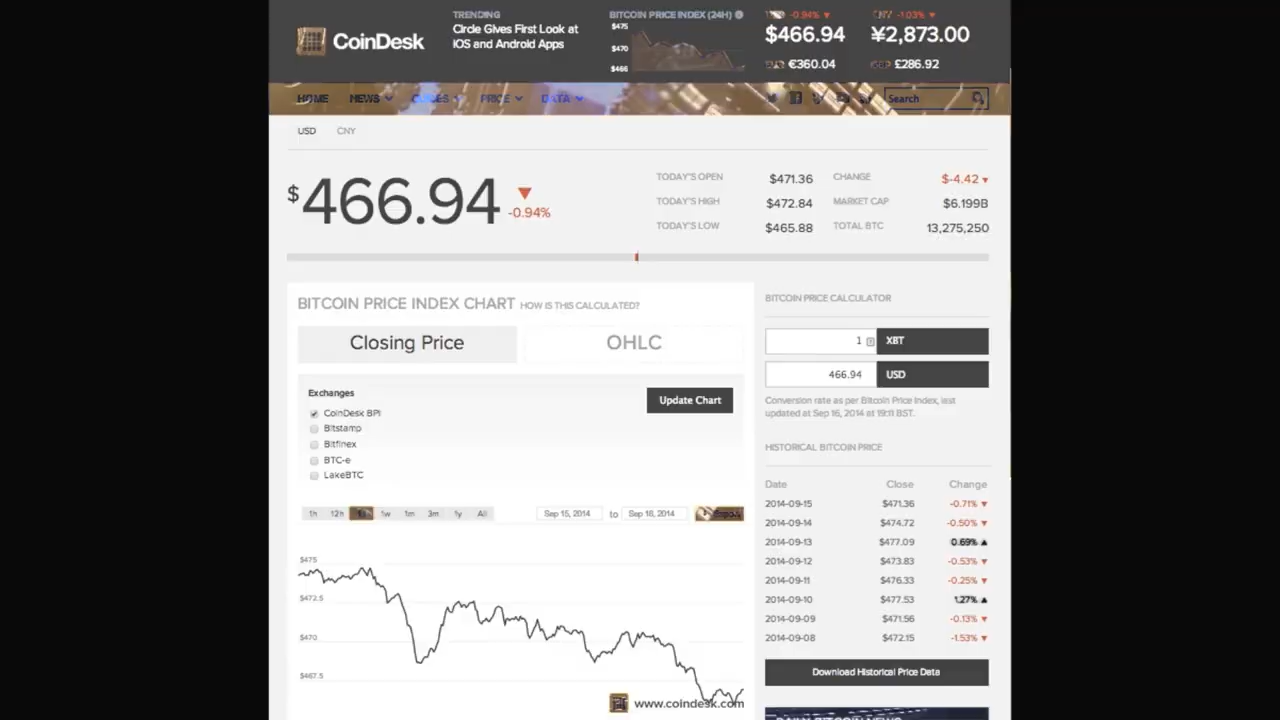 CoinDesk
TRENDING
Circle Gives First Look at
iOS and Android Apps
BITCOIN PRICE INDEX (24H)
$475
$470
$466
-0.94%
$466.94
€360.04
CNY -1.03%
¥2,873.00
GBP £286.92
HOME NEWS GUIDES PRICE DATA
Search
USD CNY
$466.94
-0.94%
TODAY'S OPEN $471.36
TODAY'S HIGH $472.84
TODAY'S LOW $465.88
CHANGE $-4.42
MARKET CAP $6.199B
TOTAL BTC 13,275,250
BITCOIN PRICE INDEX CHART HOW IS THIS CALCULATED?
Closing Price OHLC
Exchanges
CoinDesk BPI
Bitstamp
Bitfinex
BTC-e
LakeBTC
Update Chart
1h 12h 1d 1w 1m 3m 1y All
Sep 15, 2014 to Sep 16, 2014
Export
$475
$472.5
$470
$467.5
www.coindesk.com
BITCOIN PRICE CALCULATOR
1 XBT
466.94 USD
Conversion rate as per Bitcoin Price Index, last
updated at Sep 16, 2014 at 19:11 BST.
HISTORICAL BITCOIN PRICE
Date Close Change
2014-09-15 $471.36 -0.71%
2014-09-14 $474.72 -0.50%
2014-09-13 $477.09 0.69%
2014-09-12 $473.83 -0.53%
2014-09-11 $476.33 -0.25%
2014-09-10 $477.53 1.27%
2014-09-09 $471.56 -0.13%
2014-09-08 $472.15 -1.53%
Download Historical Price Data
DAILY BITCOIN NEWS